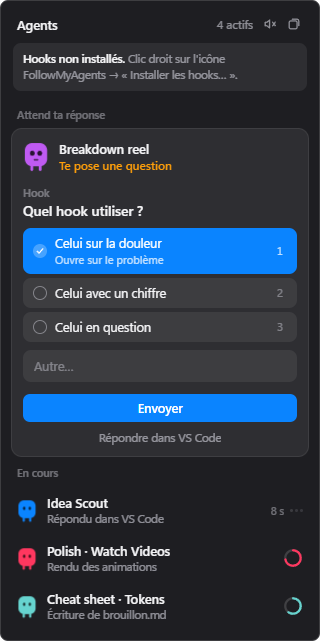 Agents
4 actifs
Hooks non installés. Clic droit sur l'icône
FollowMyAgents → « Installer les hooks... ».
Attend ta réponse
Breakdown reel
Te pose une question
Hook
Quel hook utiliser ?
Celui sur la douleur
Ouvre sur le problème
1
Celui avec un chiffre
2
Celui en question
3
Autre...
Envoyer
Répondre dans VS Code
En cours
Idea Scout
Répondu dans VS Code
8 s
Polish · Watch Videos
Rendu des animations
Cheat sheet · Tokens
Écriture de brouillon.md